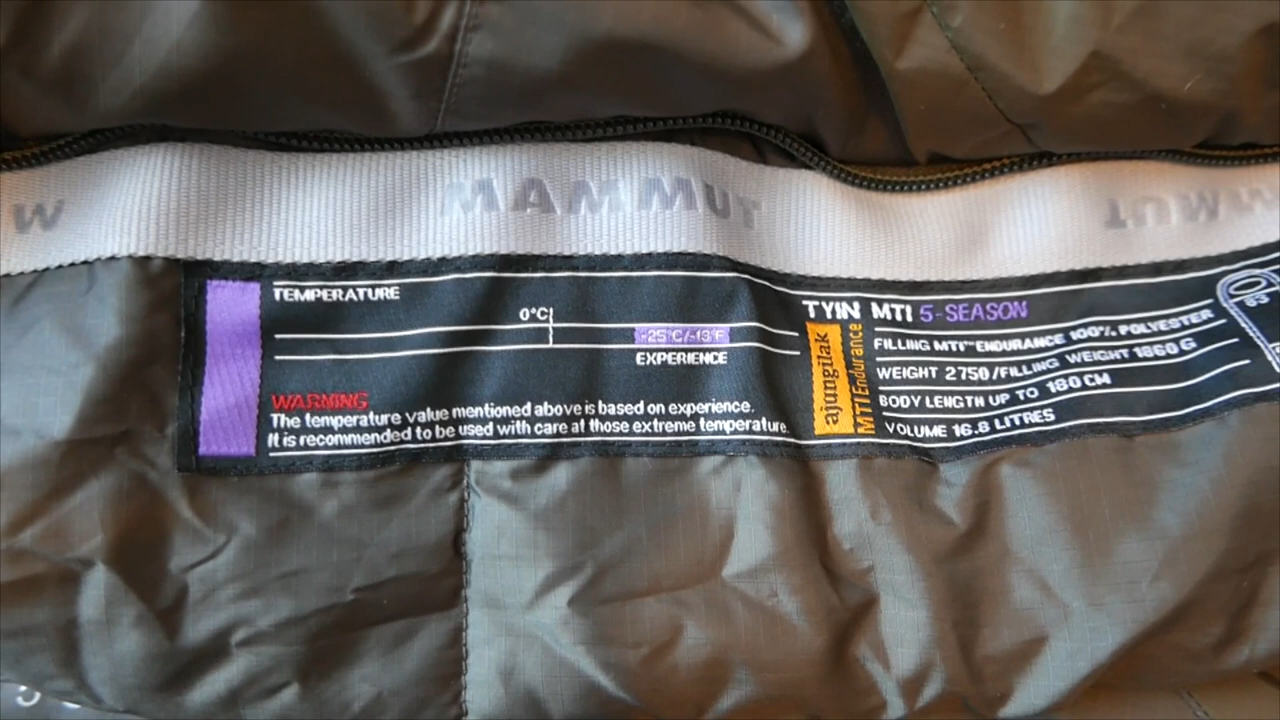 MAMMUT
TEMPERATURE
0°C
-25°C/-13°F
EXPERIENCE
WARNING
The temperature value mentioned above is based on experience.
It is recommended to be used with care at those extreme temperature.
ajungilak
MTI Endurance
TYIN MTI 5-SEASON
FILLING MTI™ ENDURANCE 100% POLYESTER
WEIGHT 2750/FILLING WEIGHT 1860 G
BODY LENGTH UP TO 180 CM
VOLUME 16.8 LITRES
83